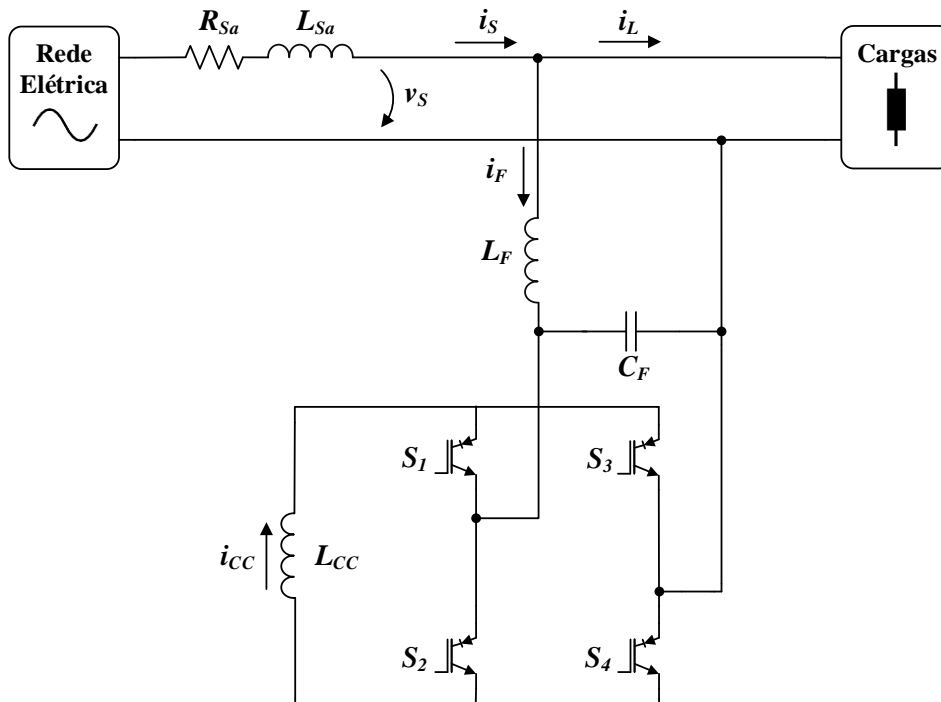 R_Sa
L_Sa
i_S
i_L
Rede
Elétrica
Cargas
v_S
i_F
L_F
C_F
S_1
S_3
i_CC
L_CC
S_2
S_4